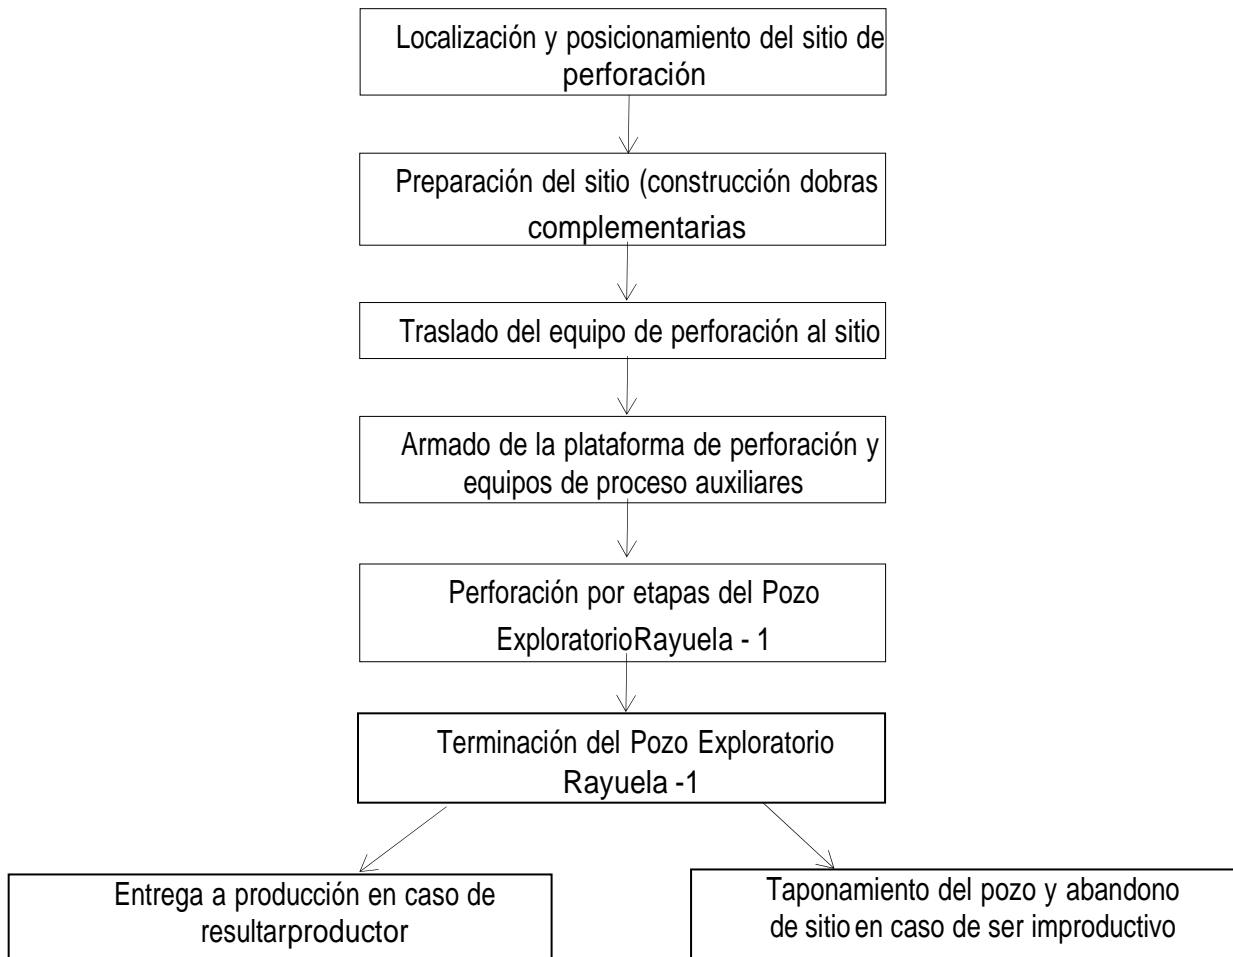 Localización y posicionamiento del sitio de
perforación
Preparación del sitio (construcción dobras
complementarias
Traslado del equipo de perforación al sitio
Armado de la plataforma de perforación y
equipos de proceso auxiliares
Perforación por etapas del Pozo
ExploratorioRayuela - 1
Terminación del Pozo Exploratorio
Rayuela -1
Entrega a producción en caso de
resultarproductor
Taponamiento del pozo y abandono
de sitio en caso de ser improductivo